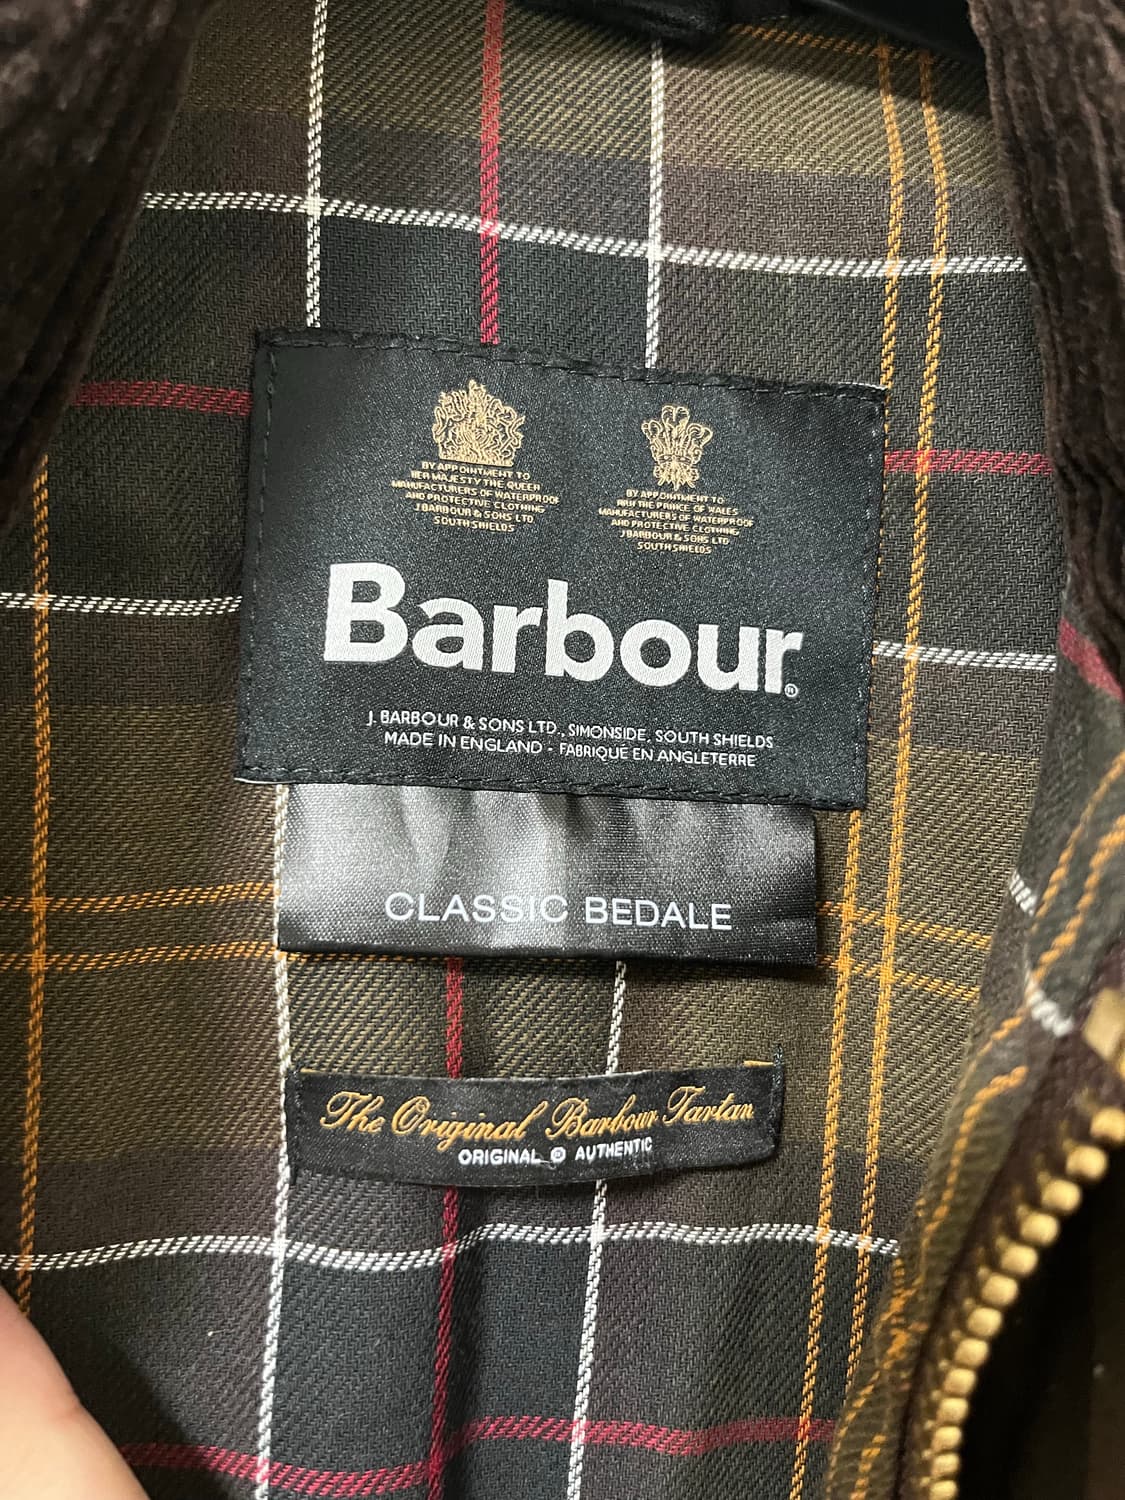 BY APPOINTMENT TO
HER MAJESTY THE QUEEN
MANUFACTURERS OF WATERPROOF
AND PROTECTIVE CLOTHING
J BARBOUR & SONS LTD
SOUTH SHIELDS
BY APPOINTMENT TO
HRH THE PRINCE OF WALES
MANUFACTURERS OF WATERPROOF
AND PROTECTIVE CLOTHING
J BARBOUR & SONS LTD
SOUTH SHIELDS
Barbour®
J. BARBOUR & SONS LTD., SIMONSIDE, SOUTH SHIELDS
MADE IN ENGLAND - FABRIQUÉ EN ANGLETERRE
CLASSIC BEDALE
The Original Barbour Tartan
ORIGINAL ® AUTHENTIC